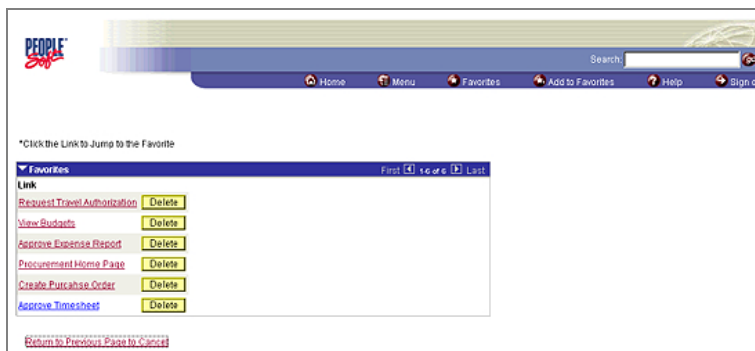 PEOPLE
Soft
Search:
Home Menu Favorites Add to Favorites Help Sign
*Click the Link to Jump to the Favorite
Favorites First 1-6 of 6 Last
Link
Request Travel Authorization Delete
View Budgets Delete
Approve Expense Report Delete
Procurement Home Page Delete
Create Purcahse Order Delete
Approve Timesheet Delete
Return to Previous Page to Cancel